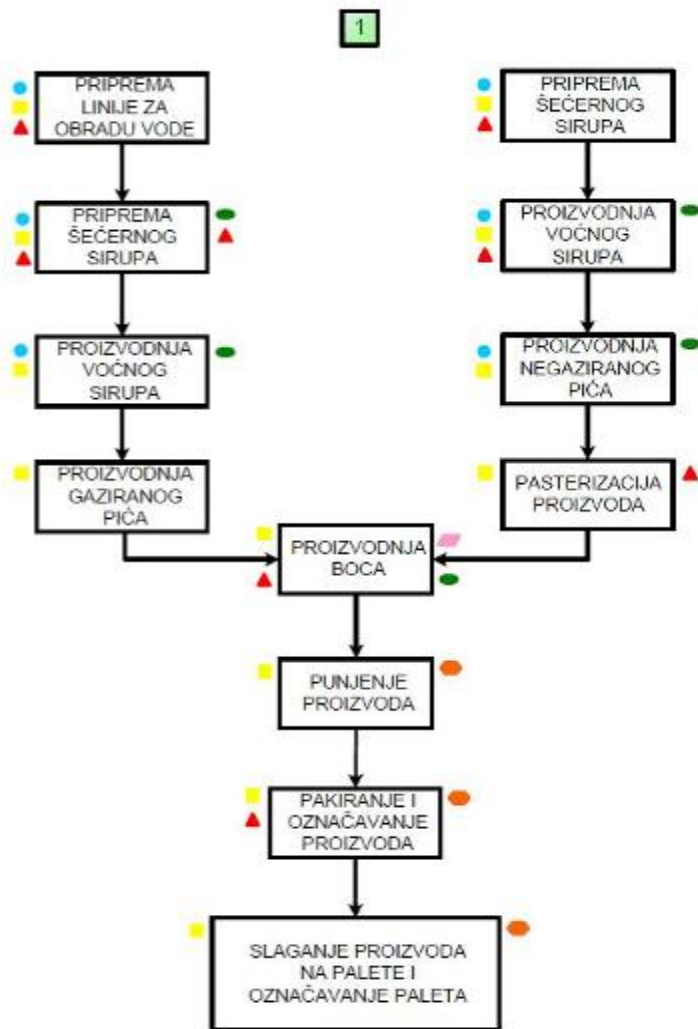 1
PRIPREMA
LINIJE ZA
OBRADU VODE
PRIPREMA
ŠEĆERNOG
SIRUPA
PROIZVODNJA
VOĆNOG
SIRUPA
PROIZVODNJA
GAZIRANOG
PIĆA
PRIPREMA
ŠEĆERNOG
SIRUPA
PROIZVODNJA
VOĆNOG
SIRUPA
PROIZVODNJA
NEGAZIRANOG
PIĆA
PASTERIZACIJA
PROIZVODA
PROIZVODNJA
BOCA
PUNJENJE
PROIZVODA
PAKIRANJE I
OZNAČAVANJE
PROIZVODA
SLAGANJE PROIZVODA
NA PALETE I
OZNAČAVANJE PALETA